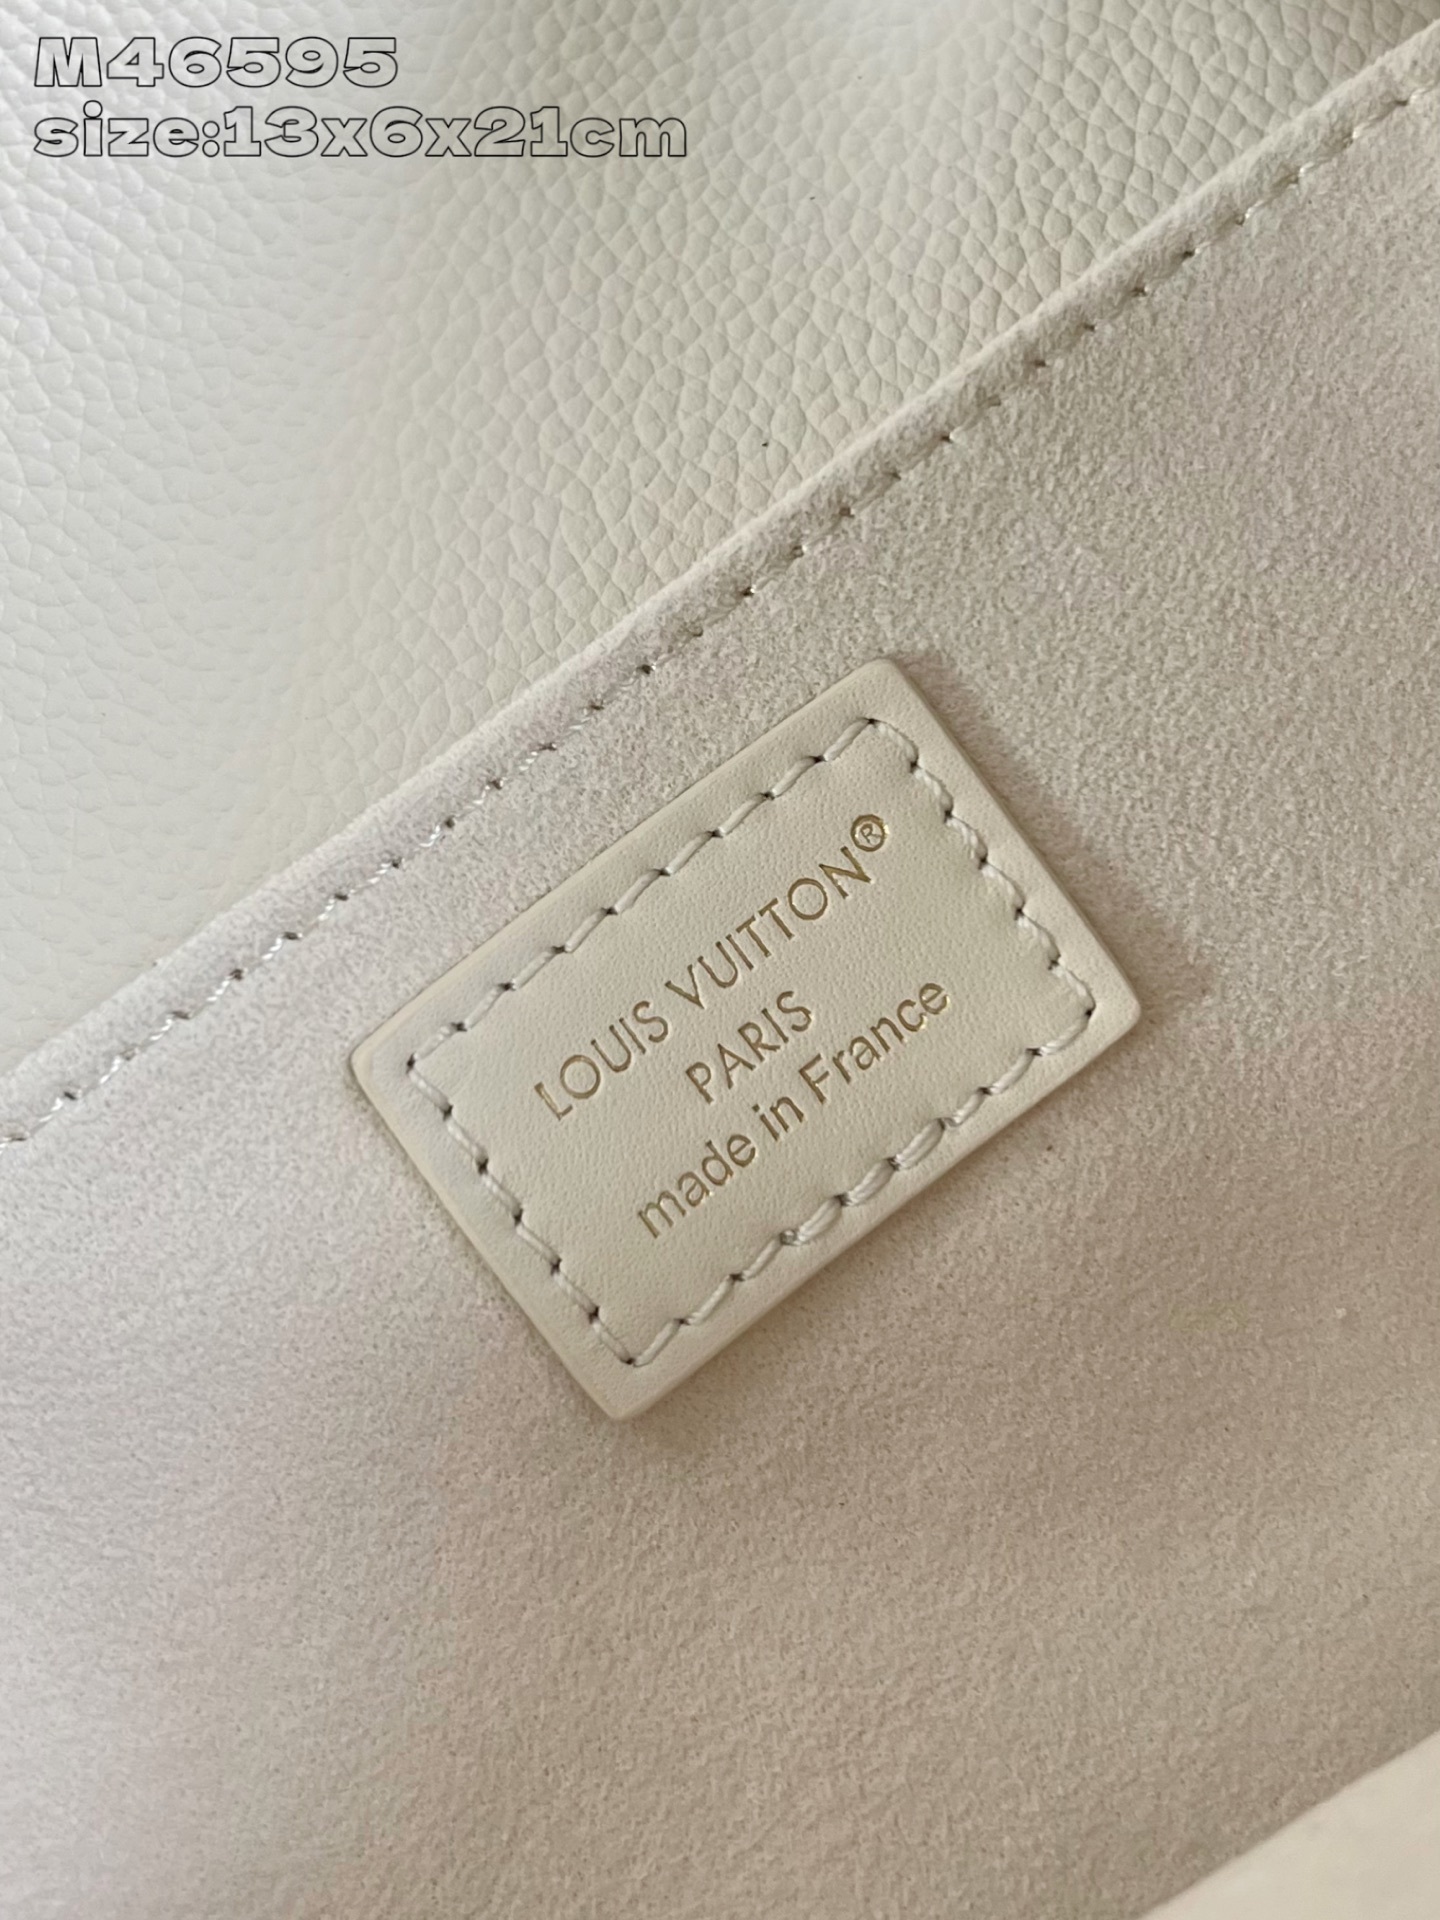 M46595
size:13x6x21cm
LOUIS VUITTON®
PARIS
made in France